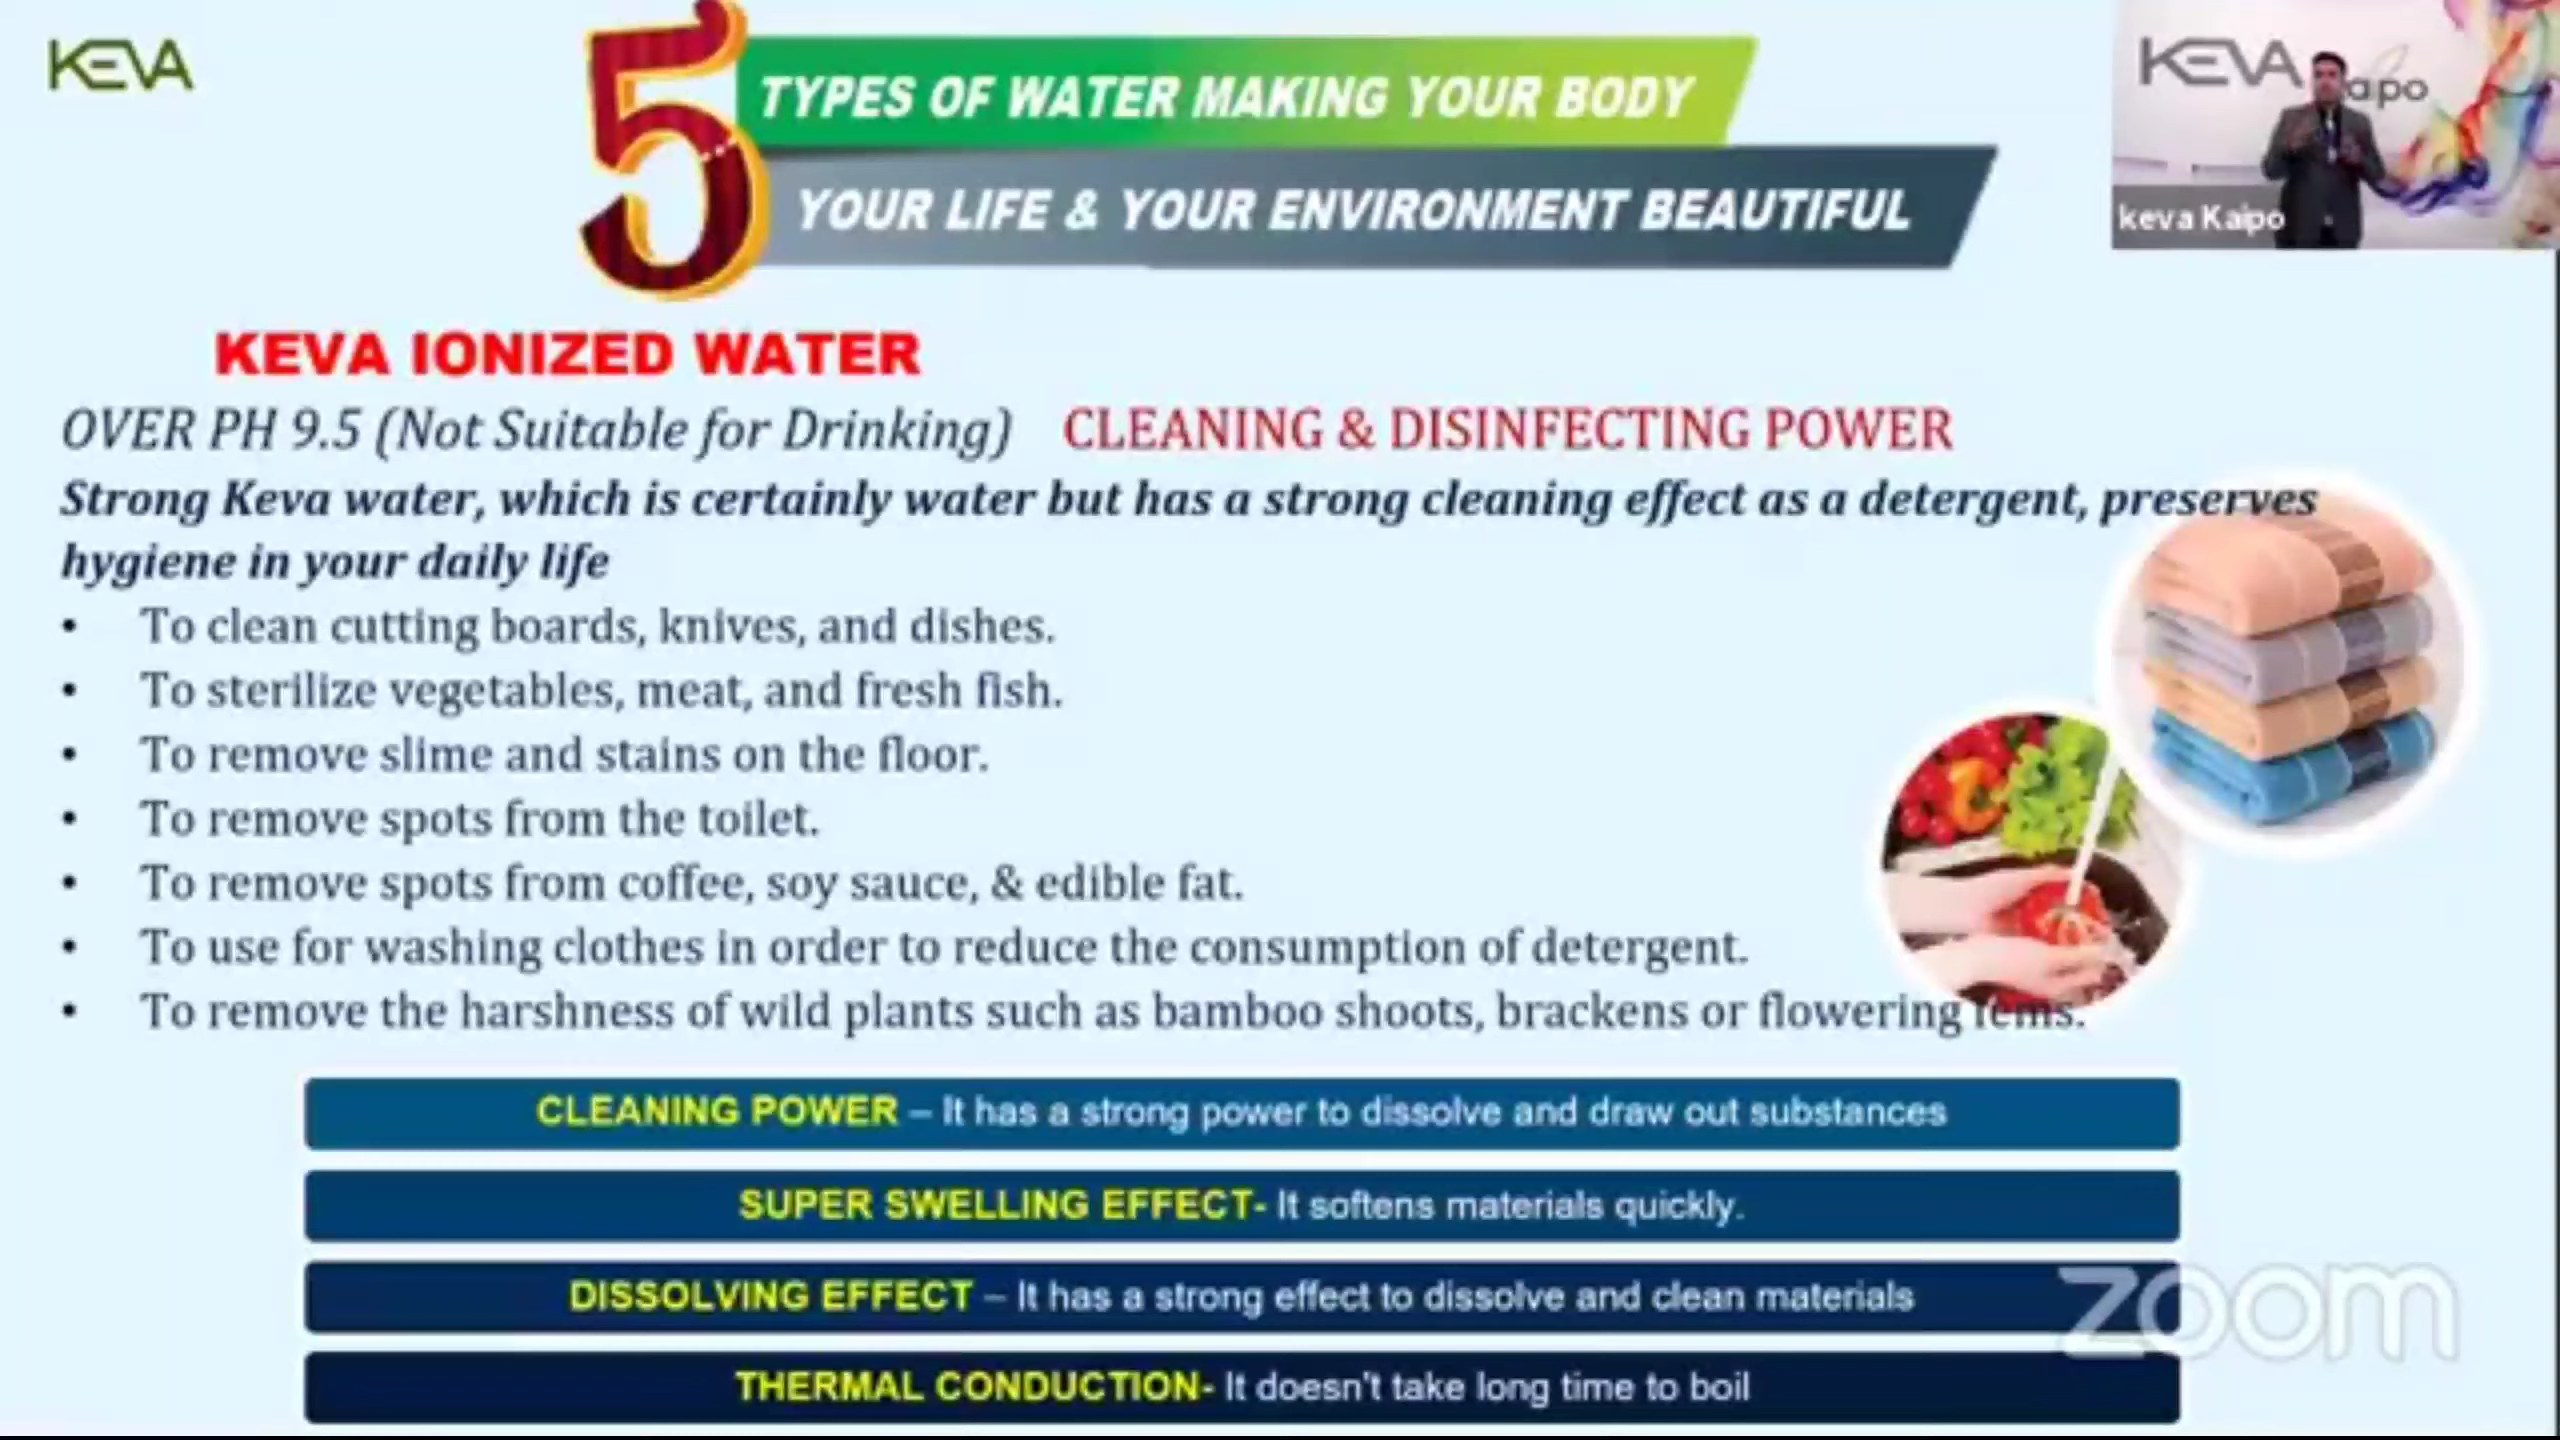 KEVA
5 TYPES OF WATER MAKING YOUR BODY
YOUR LIFE & YOUR ENVIRONMENT BEAUTIFUL
KEVA
keva Kaipo
KEVA IONIZED WATER
OVER PH 9.5 (Not Suitable for Drinking) CLEANING & DISINFECTING POWER
Strong Keva water, which is certainly water but has a strong cleaning effect as a detergent, preserves
hygiene in your daily life
• To clean cutting boards, knives, and dishes.
• To sterilize vegetables, meat, and fresh fish.
• To remove slime and stains on the floor.
• To remove spots from the toilet.
• To remove spots from coffee, soy sauce, & edible fat.
• To use for washing clothes in order to reduce the consumption of detergent.
• To remove the harshness of wild plants such as bamboo shoots, brackens or flowering
CLEANING POWER – It has a strong power to dissolve and draw out substances
SUPER SWELLING EFFECT- It softens materials quickly.
DISSOLVING EFFECT – It has a strong effect to dissolve and clean materials
THERMAL CONDUCTION- It doesn't take long time to boil
zoom